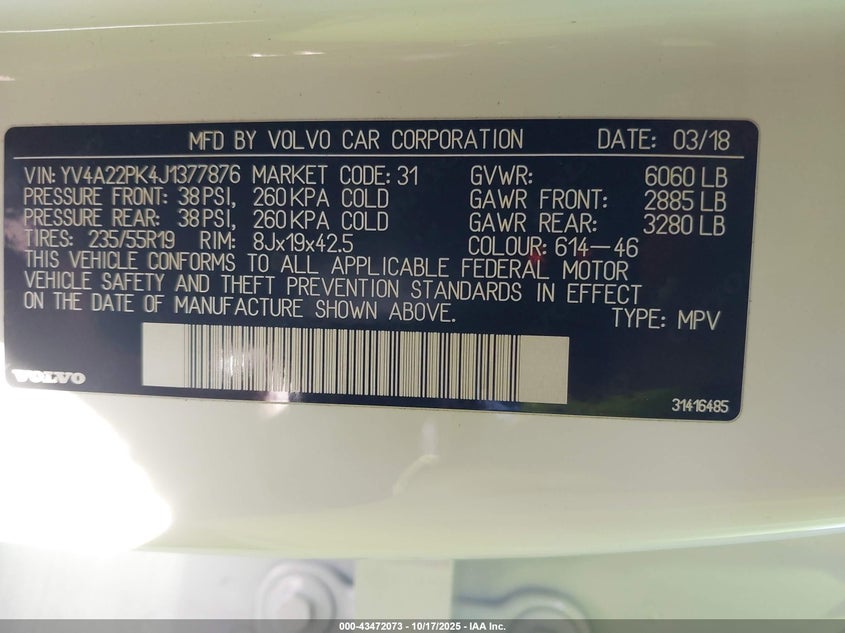 MFD BY VOLVO CAR CORPORATION DATE: 03/18
VIN: YV4A22PK4J1377876 MARKET CODE: 31 GVWR: 6060 LB
PRESSURE FRONT: 38 PSI, 260 KPA COLD GAWR FRONT: 2885 LB
PRESSURE REAR: 38 PSI, 260 KPA COLD GAWR REAR: 3280 LB
TIRES: 235/55R19 RIM: 8Jx19x42.5 COLOUR: 614-46
THIS VEHICLE CONFORMS TO ALL APPLICABLE FEDERAL MOTOR
VEHICLE SAFETY AND THEFT PREVENTION STANDARDS IN EFFECT
ON THE DATE OF MANUFACTURE SHOWN ABOVE. TYPE: MPV
VOLVO
31416485
000-43472073 - 10/17/2025 - IAA Inc.